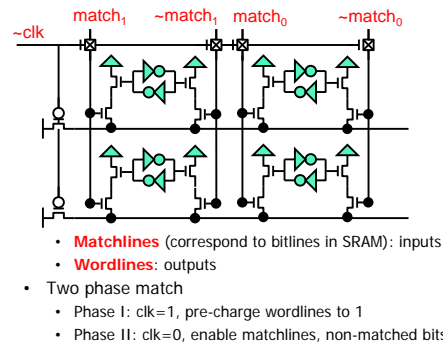 match1 ~match1 match0 ~match0
~clk
• Matchlines (correspond to bitlines in SRAM): inputs
• Wordlines: outputs
• Two phase match
• Phase I: clk=1, pre-charge wordlines to 1
• Phase II: clk=0, enable matchlines, non-matched bits